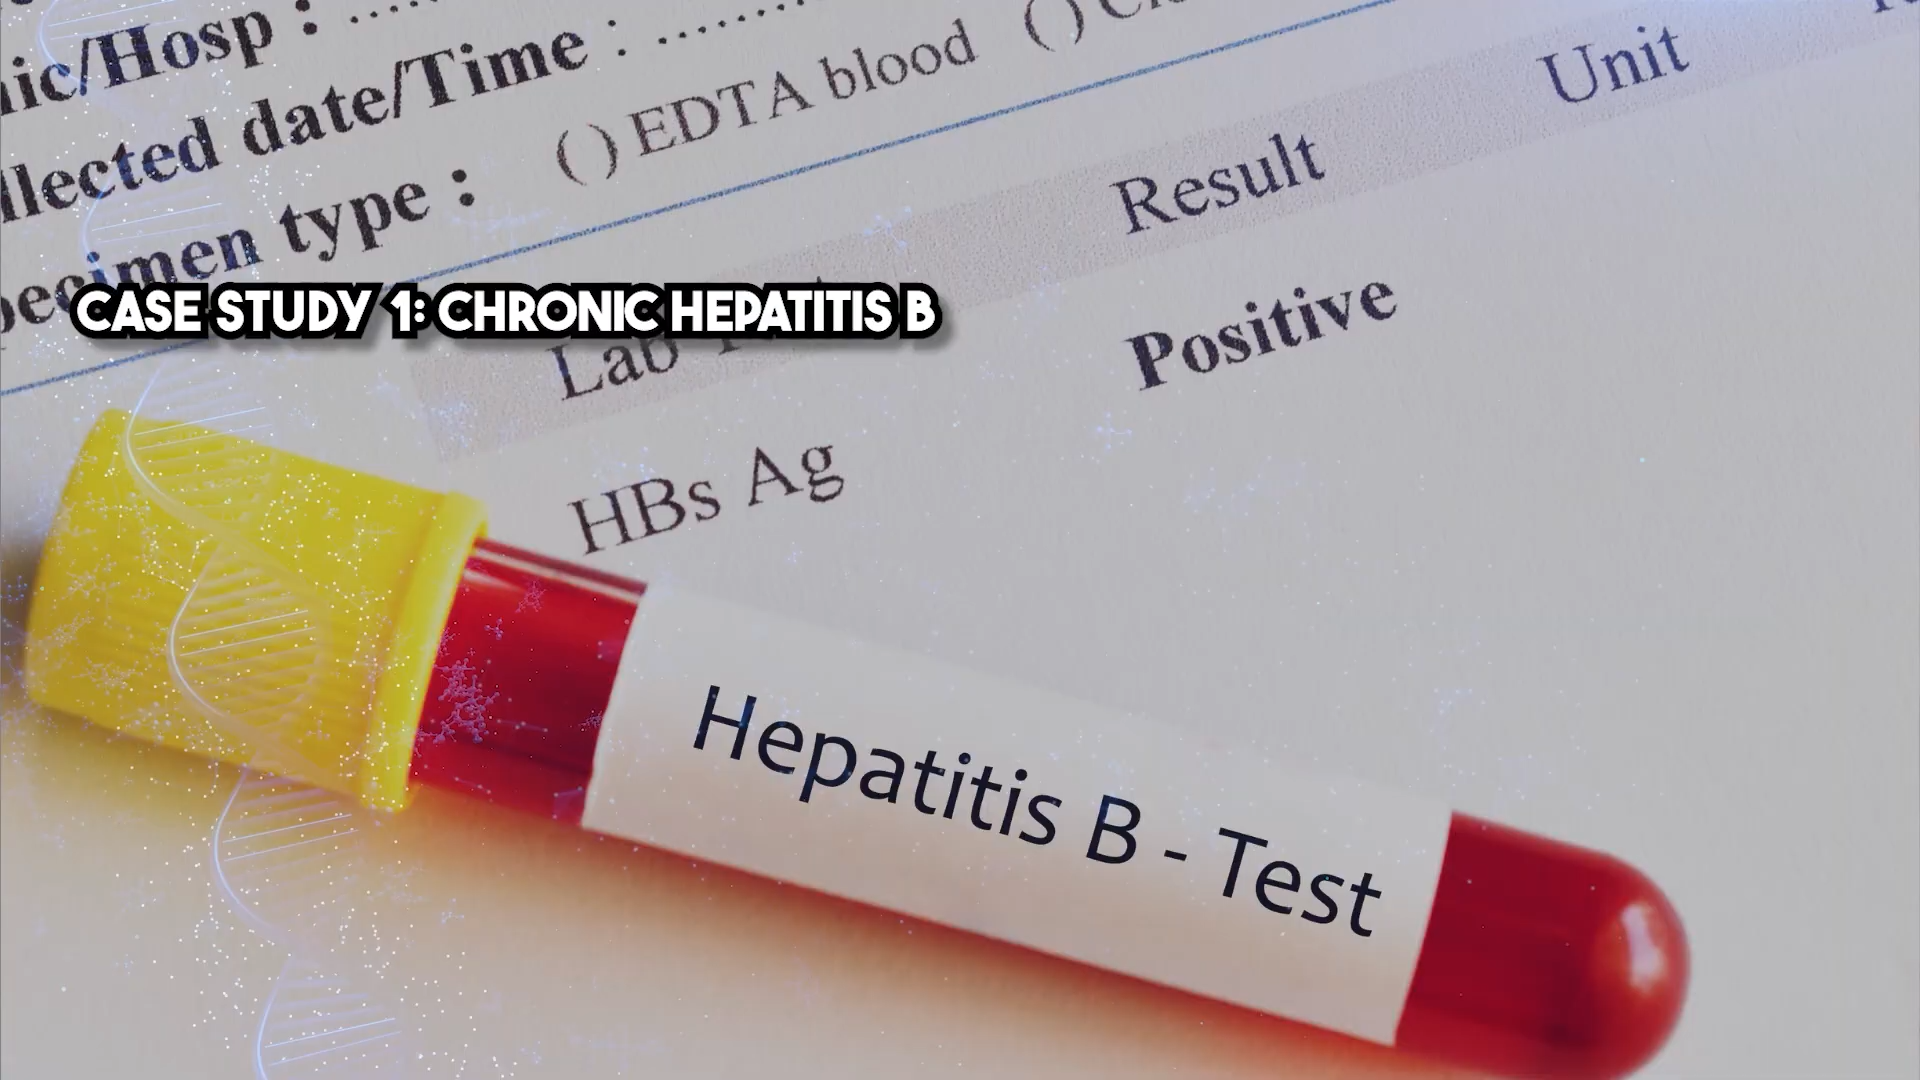 nic/Hosp :
llected date/Time :
pecimen type : ( ) EDTA blood ( )
Lab Result Unit
CASE STUDY 1: CHRONIC HEPATITIS B
HBs Ag Positive
Hepatitis B - Test